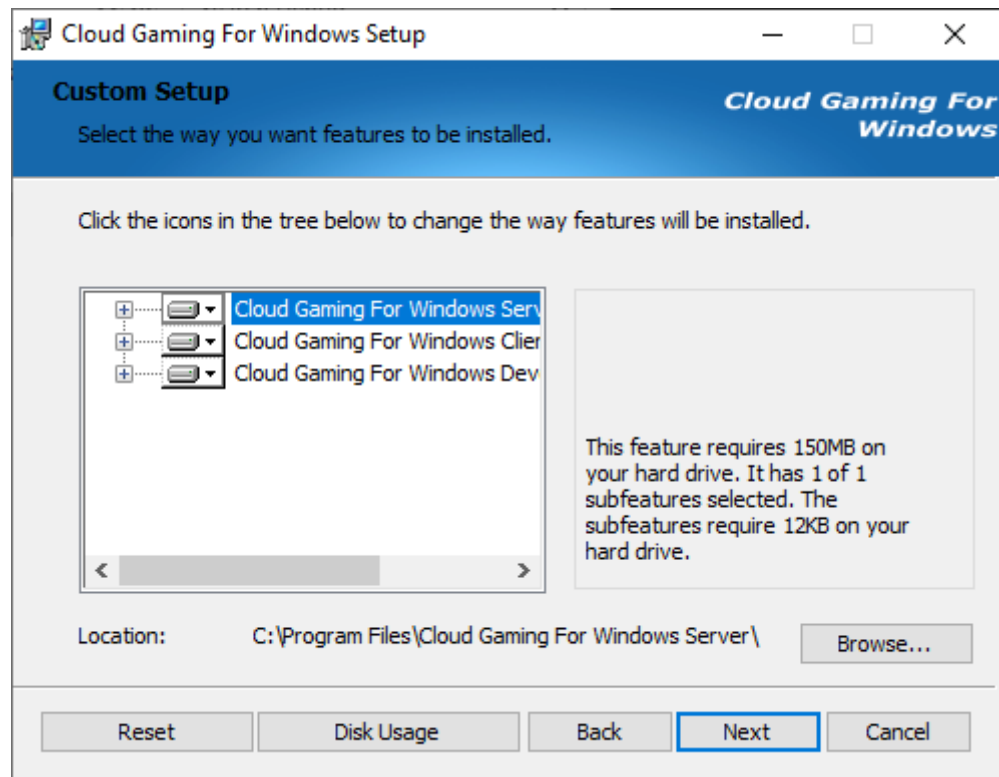 Cloud Gaming For Windows Setup
Custom Setup
Select the way you want features to be installed.
Cloud Gaming For
Windows
Click the icons in the tree below to change the way features will be installed.
Cloud Gaming For Windows Serv
Cloud Gaming For Windows Clien
Cloud Gaming For Windows Dev
This feature requires 150MB on
your hard drive. It has 1 of 1
subfeatures selected. The
subfeatures require 12KB on your
hard drive.
Location:
C:\Program Files\Cloud Gaming For Windows Server\
Browse...
Reset
Disk Usage
Back
Next
Cancel